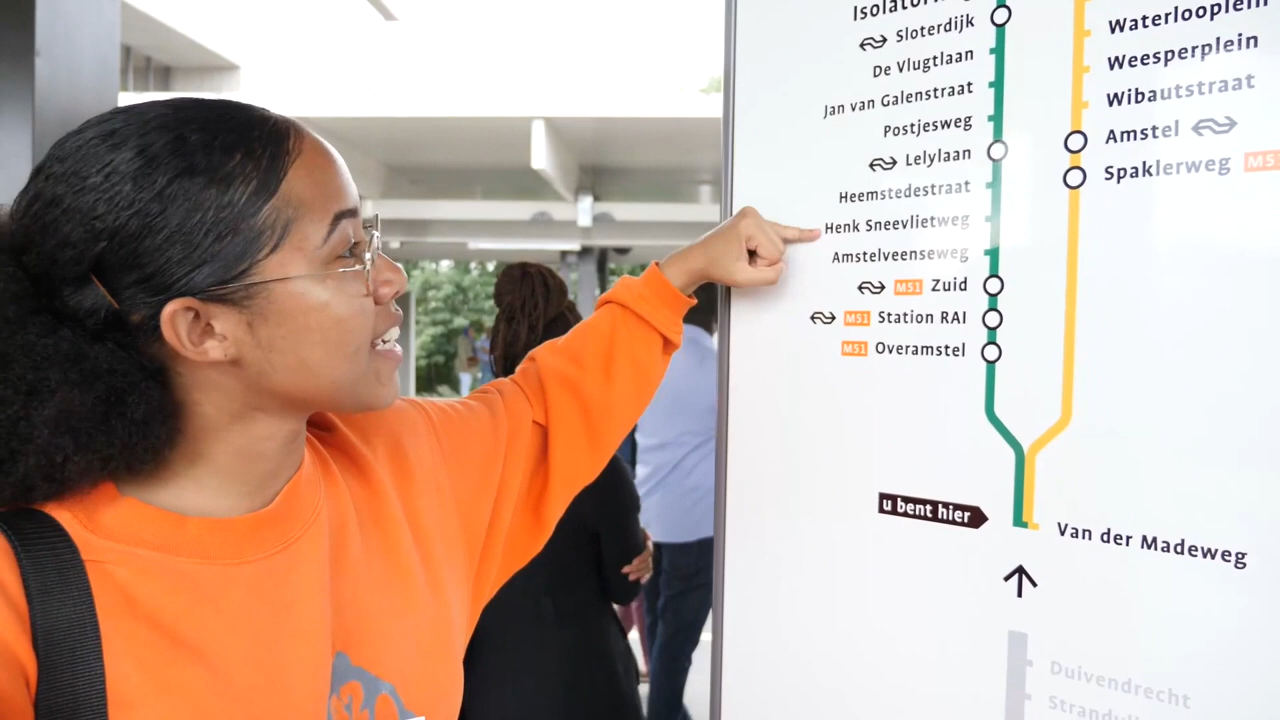 Sloterdijk
De Vlugtlaan
Jan van Galenstraat
Postjesweg
Lelylaan
Heemstedestraat
Henk Sneevlietweg
Amstelveenseweg
M51 Zuid
M51 Station RAI
M51 Overamstel
Waterlooplein
Weesperplein
Wibautstraat
Amstel
Spaklerweg M51
u bent hier
Van der Madeweg
Duivendrecht